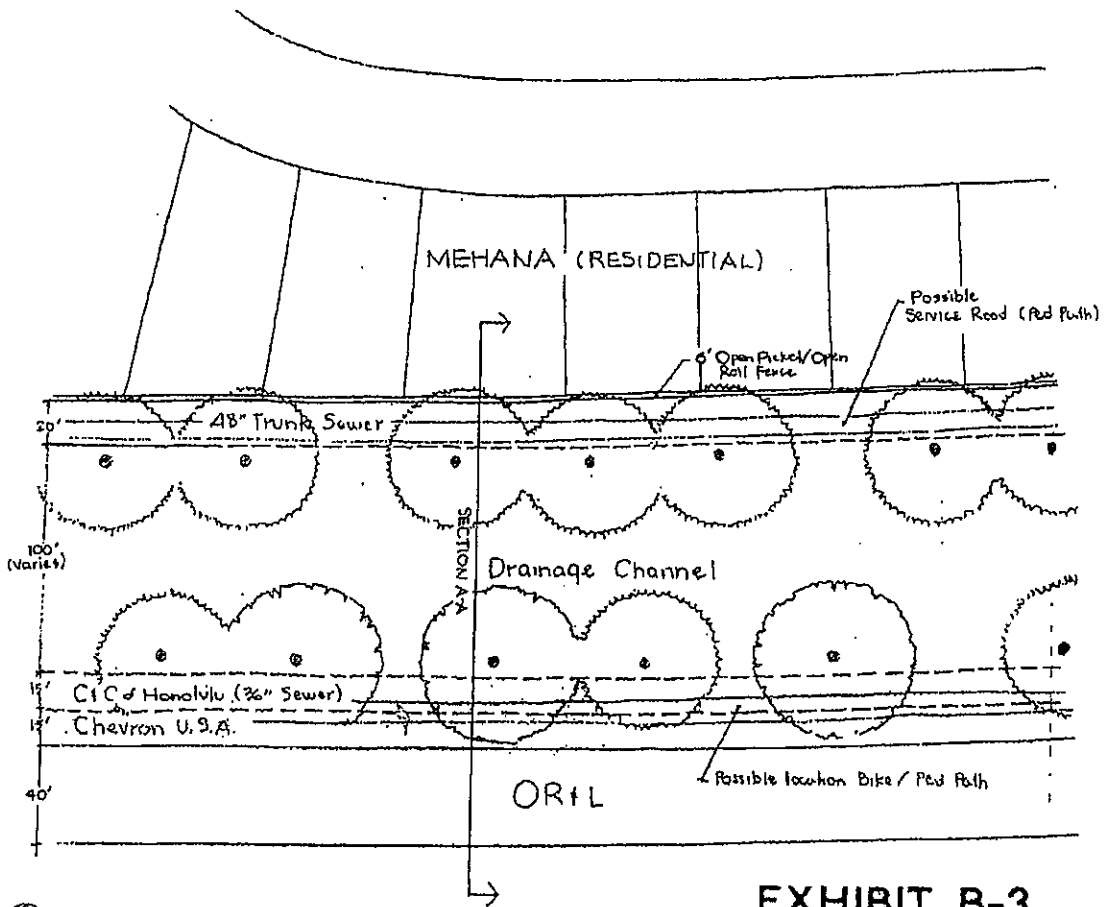 MEHANA (RESIDENTIAL)
Possible
Service Road (Ped Path)
6' Open Picket/Open
Rail Fence
20'
48" Trunk Sewer
100'
(Varies)
SECTION A-A
Drainage Channel
15'
C & C of Honolulu (36" Sewer)
15'
Chevron U.S.A.
Possible location Bike / Ped Path
40'
OR&L
EXHIBIT B-3